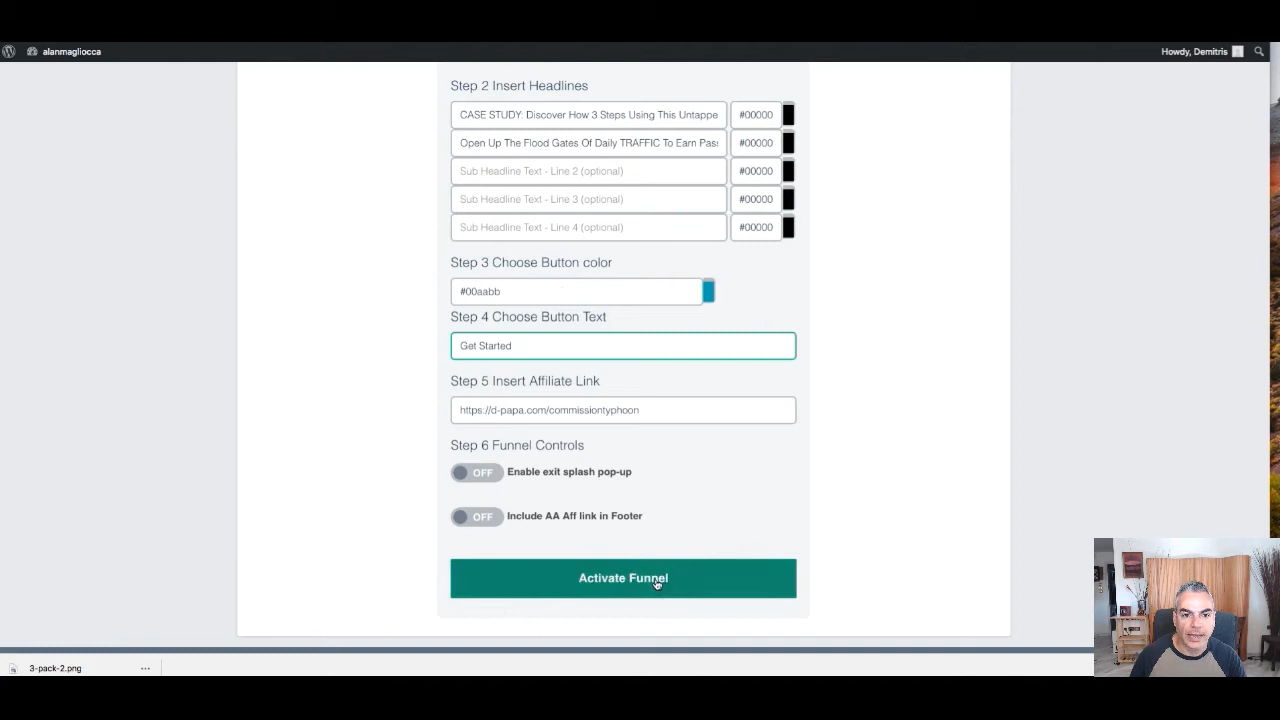 alanmagliocca
Howdy, Demitris
Step 2 Insert Headlines
CASE STUDY: Discover How 3 Steps Using This Untappe
#00000
Open Up The Flood Gates Of Daily TRAFFIC To Earn Pas
#00000
Sub Headline Text - Line 2 (optional)
#00000
Sub Headline Text - Line 3 (optional)
#00000
Sub Headline Text - Line 4 (optional)
#00000
Step 3 Choose Button color
#00aabb
Step 4 Choose Button Text
Get Started
Step 5 Insert Affiliate Link
https://d-papa.com/commissiontyphoon
Step 6 Funnel Controls
OFF Enable exit splash pop-up
OFF Include AA Aff link in Footer
Activate Funnel
3-pack-2.png